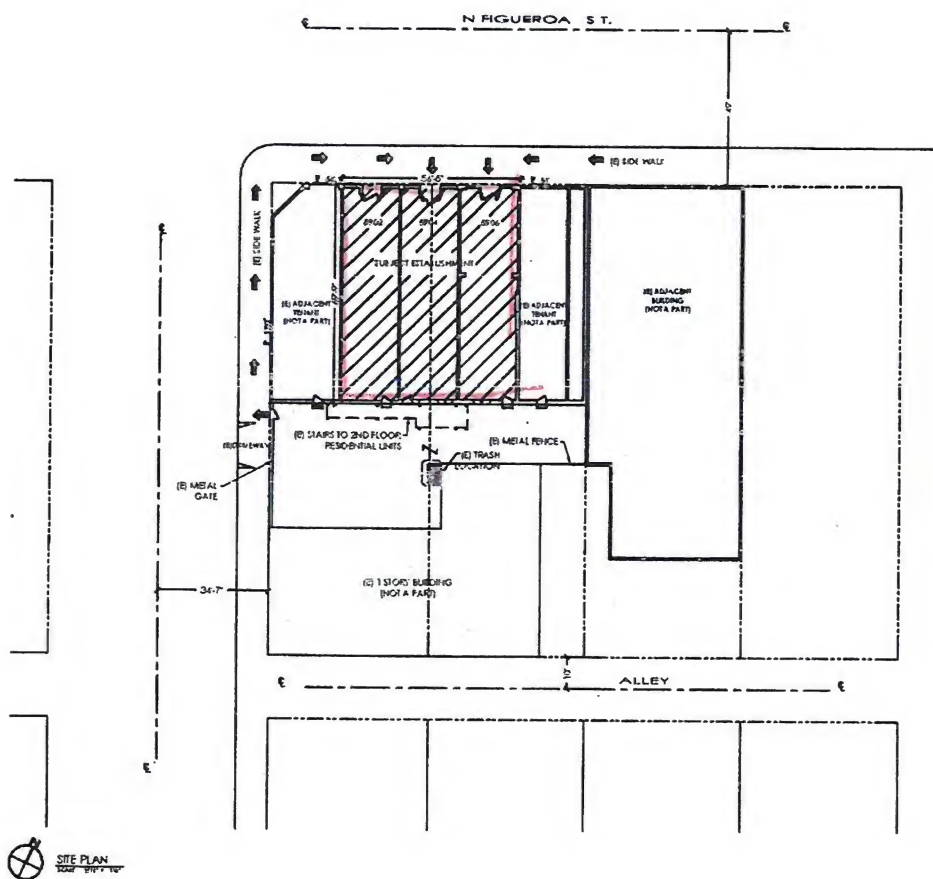 N FIGUEROA ST.
(E) SIDE WALK
56'-6"
(E) SIDE WALK
5902
5904
5906
SUBJECT ESTABLISHMENT
(E) ADJACENT
TENANT
(NOT A PART)
(E) ADJACENT
TENANT
(NOT A PART)
(E) ADJACENT
BUILDING
(NOT A PART)
(E) DRIVEWAY
(E) STAIRS TO 2ND FLOOR
RESIDENTIAL UNITS
(E) METAL FENCE
(E) TRASH
LOCATION
(E) METAL
GATE
(E) 1 STORY BUILDING
(NOT A PART)
34'-7"
10'
ALLEY
N
SITE PLAN